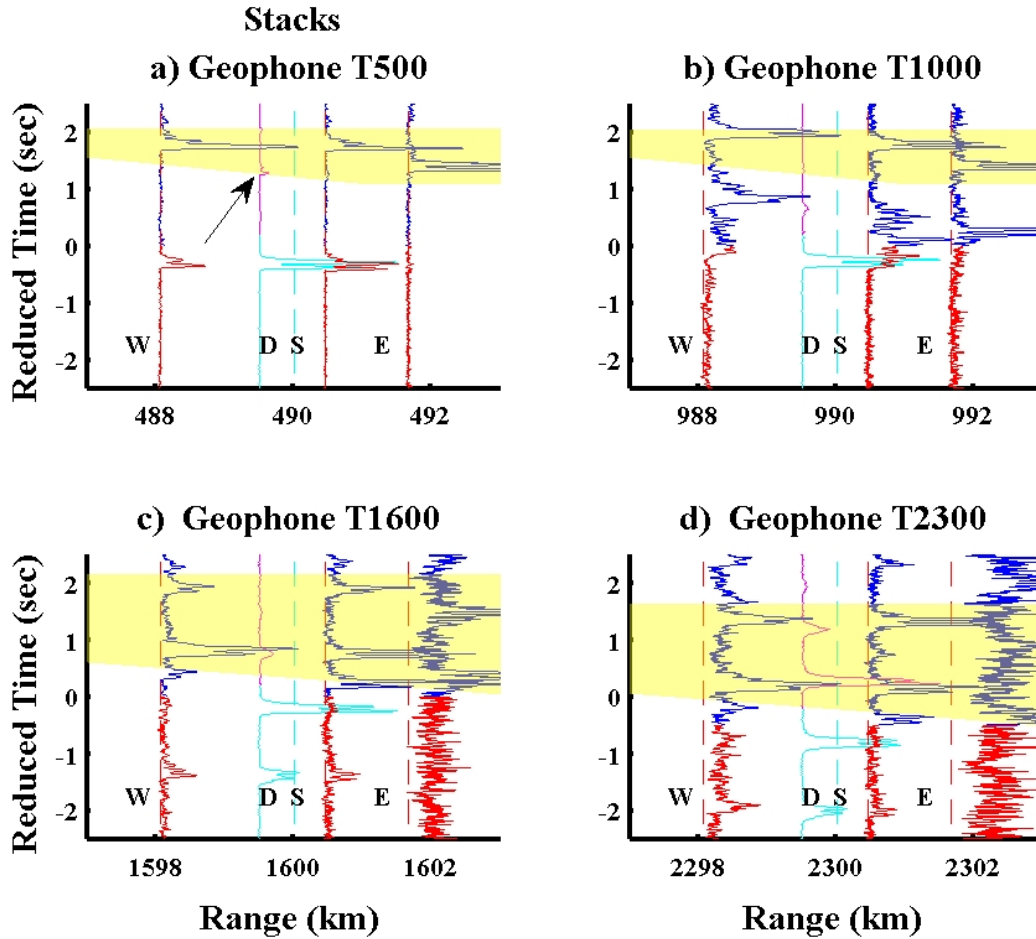 Stacks
a) Geophone T500
b) Geophone T1000
Reduced Time (sec)
2
1
0
-1
-2
W
D
S
E
488
490
492
2
1
0
-1
-2
W
D
S
E
988
990
992
c) Geophone T1600
d) Geophone T2300
Reduced Time (sec)
2
1
0
-1
-2
W
D
S
E
1598
1600
1602
2
1
0
-1
-2
W
D
S
E
2298
2300
2302
Range (km)
Range (km)